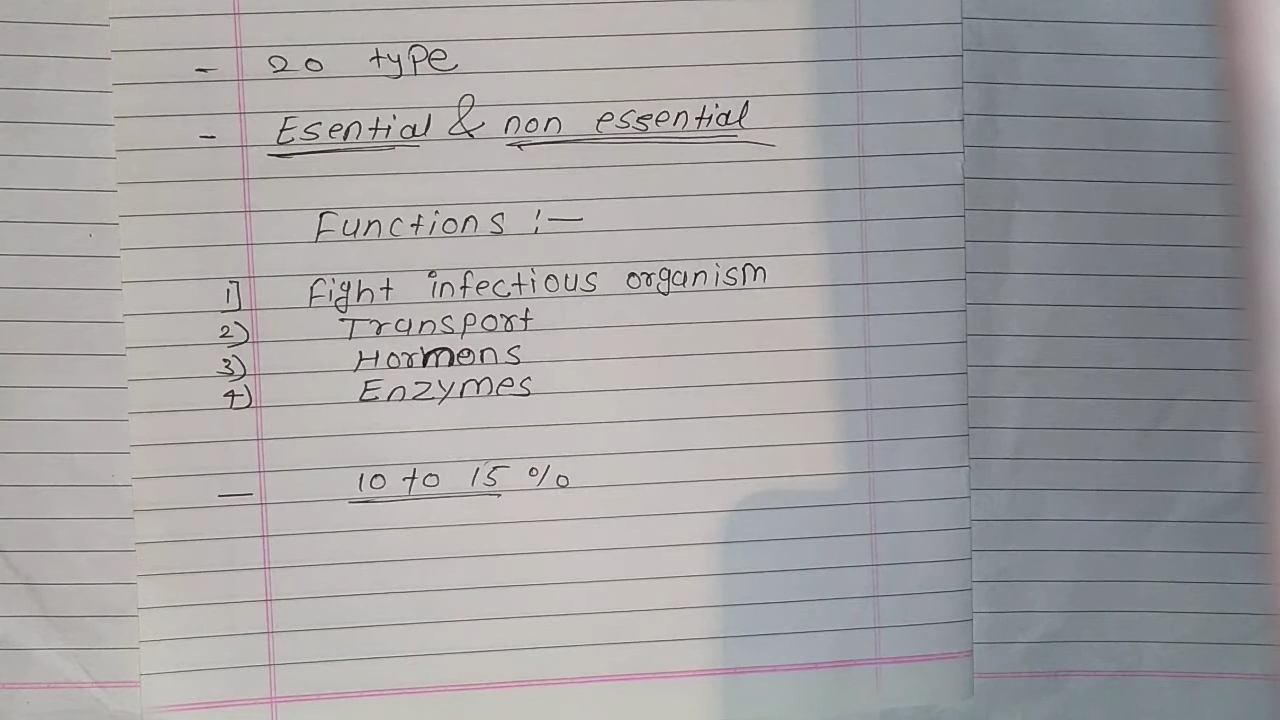 - 20 type
- Esential & non essential
Functions :-
1] Fight infectious organism
2) Transport
3) Hormons
4) Enzymes
- 10 to 15 %